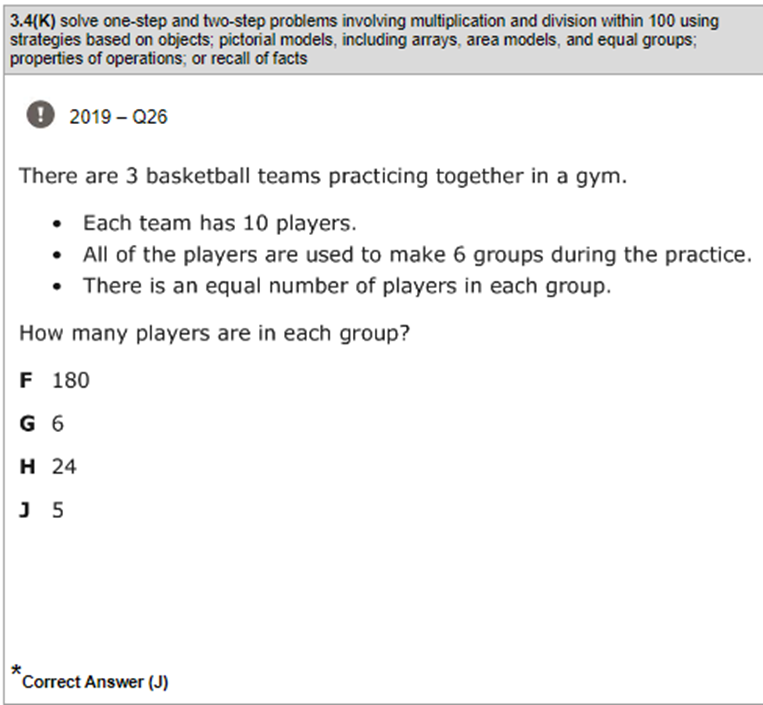 3.4(K) solve one-step and two-step problems involving multiplication and division within 100 using
strategies based on objects; pictorial models, including arrays, area models, and equal groups;
properties of operations; or recall of facts
! 2019 – Q26
There are 3 basketball teams practicing together in a gym.
• Each team has 10 players.
• All of the players are used to make 6 groups during the practice.
• There is an equal number of players in each group.
How many players are in each group?
F 180
G 6
H 24
J 5
*Correct Answer (J)